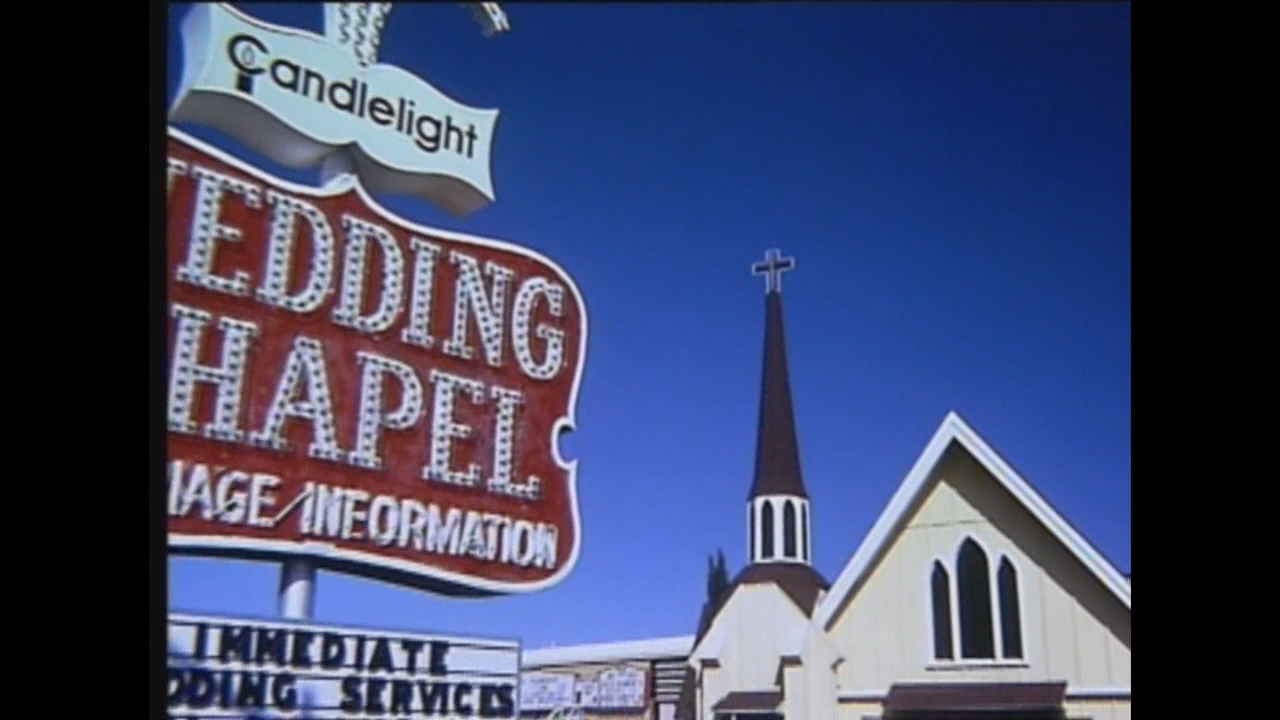 Candlelight
EDDING
HAPEL
IAGE INFORMATION
IMMEDIATE
DDING SERVICES